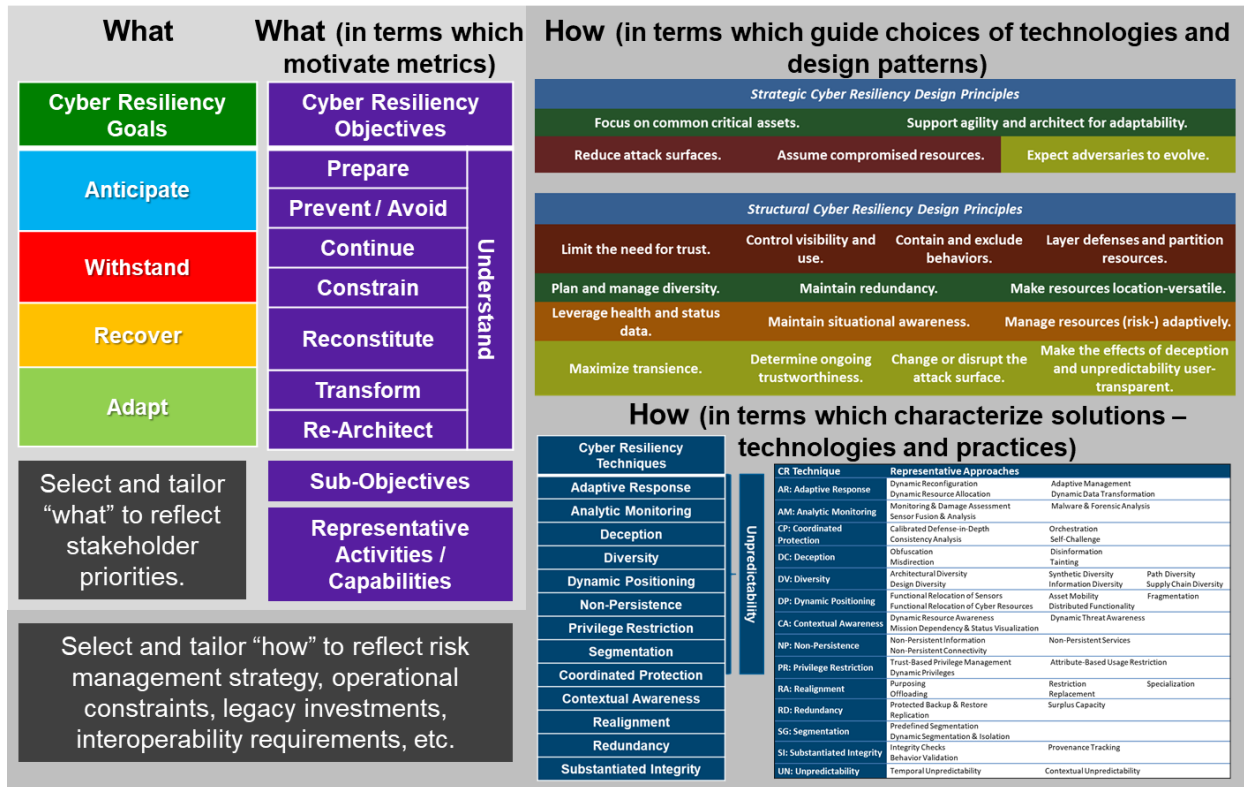 What
Cyber Resiliency
Goals
Anticipate
Withstand
Recover
Adapt
Select and tailor
“what” to reflect
stakeholder
priorities.
What (in terms which
motivate metrics)
Cyber Resiliency
Objectives
Prepare
Prevent / Avoid
Continue
Constrain
Reconstitute
Transform
Re-Architect
Understand
Sub-Objectives
Representative
Activities /
Capabilities
Select and tailor “how” to reflect risk
management strategy, operational
constraints, legacy investments,
interoperability requirements, etc.
How (in terms which guide choices of technologies and
design patterns)
Strategic Cyber Resiliency Design Principles
Focus on common critical assets. Support agility and architect for adaptability.
Reduce attack surfaces. Assume compromised resources. Expect adversaries to evolve.
Structural Cyber Resiliency Design Principles
Limit the need for trust.
Control visibility and
use.
Contain and exclude
behaviors.
Layer defenses and partition
resources.
Plan and manage diversity. Maintain redundancy. Make resources location-versatile.
Leverage health and status
data.
Maintain situational awareness. Manage resources (risk-) adaptively.
Maximize transience.
Determine ongoing
trustworthiness.
Change or disrupt the
attack surface.
Make the effects of deception
and unpredictability user-
transparent.
How (in terms which characterize solutions –
technologies and practices)
Cyber Resiliency
Techniques
Adaptive Response
Analytic Monitoring
Deception
Diversity
Dynamic Positioning
Non-Persistence
Privilege Restriction
Segmentation
Coordinated Protection
Contextual Awareness
Realignment
Redundancy
Substantiated Integrity
Unpredictability
CR Technique Representative Approaches
AR: Adaptive Response
Dynamic Reconfiguration Adaptive Management
Dynamic Resource Allocation Dynamic Data Transformation
AM: Analytic Monitoring
Monitoring & Damage Assessment Malware & Forensic Analysis
Sensor Fusion & Analysis
CP: Coordinated
Protection
Calibrated Defense-in-Depth Orchestration
Consistency Analysis Self-Challenge
DC: Deception
Obfuscation Disinformation
Misdirection Tainting
DV: Diversity
Architectural Diversity Synthetic Diversity Path Diversity
Design Diversity Information Diversity Supply Chain Diversity
DP: Dynamic Positioning
Functional Relocation of Sensors Asset Mobility Fragmentation
Functional Relocation of Cyber Resources Distributed Functionality
CA: Contextual Awareness
Dynamic Resource Awareness Dynamic Threat Awareness
Mission Dependency & Status Visualization
NP: Non-Persistence
Non-Persistent Information Non-Persistent Services
Non-Persistent Connectivity
PR: Privilege Restriction
Trust-Based Privilege Management Attribute-Based Usage Restriction
Dynamic Privileges
RA: Realignment
Purposing Restriction Specialization
Offloading Replacement
RD: Redundancy
Protected Backup & Restore Surplus Capacity
Replication
SG: Segmentation
Predefined Segmentation
Dynamic Segmentation & Isolation
SI: Substantiated Integrity
Integrity Checks Provenance Tracking
Behavior Validation
UN: Unpredictability
Temporal Unpredictability Contextual Unpredictability